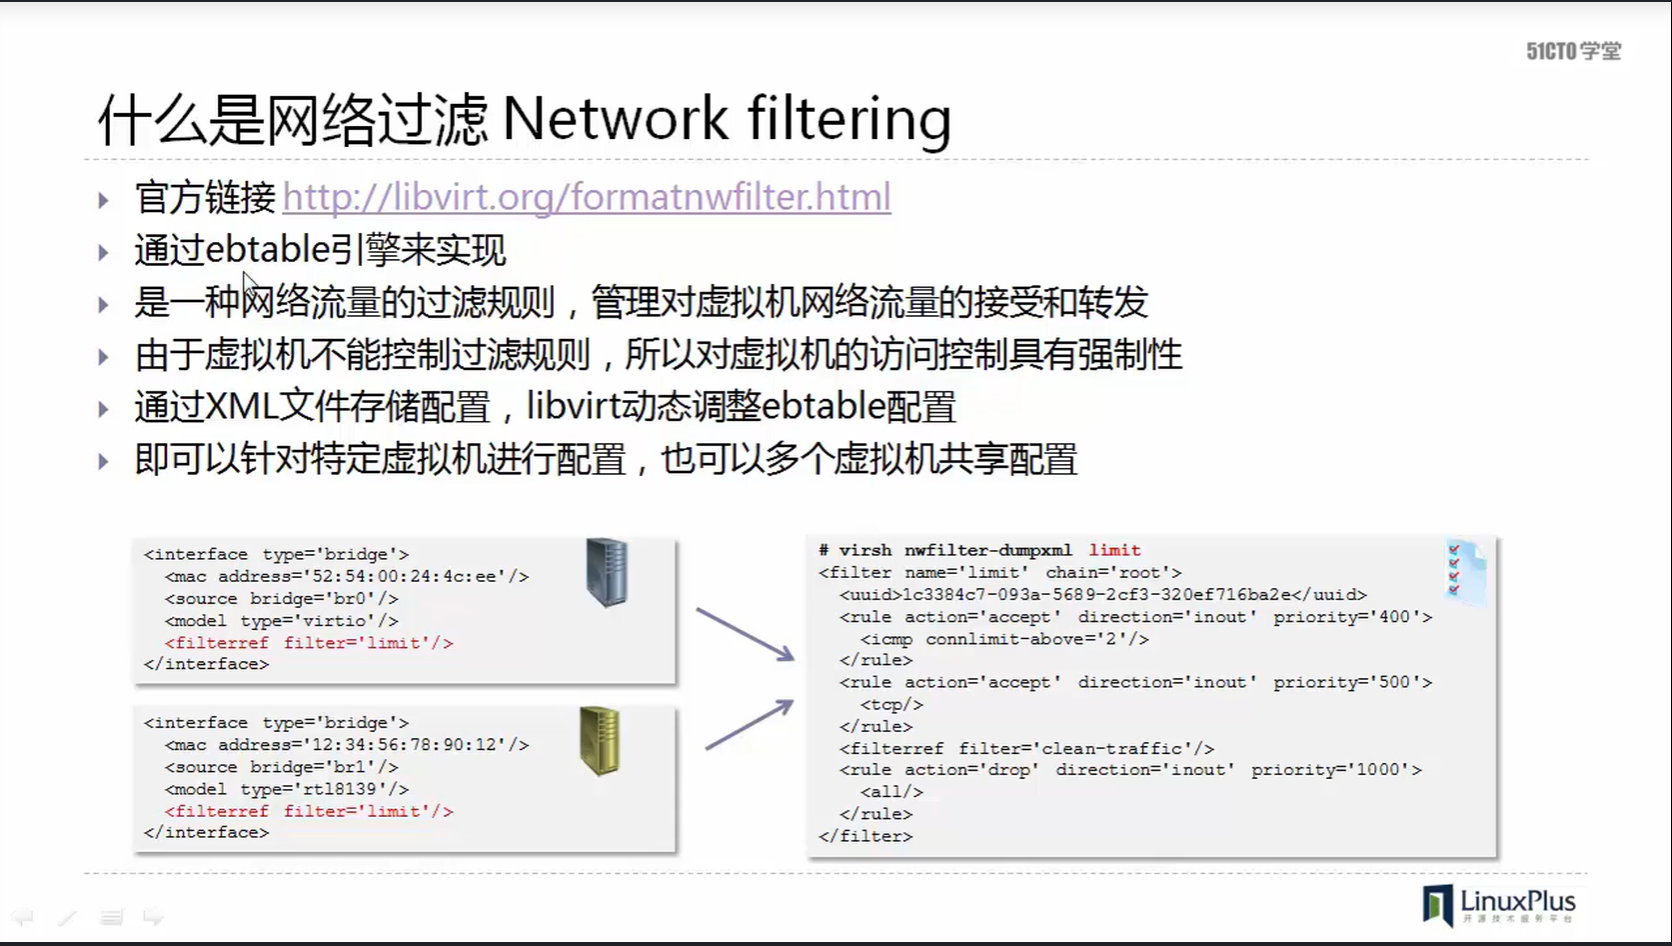 51CTO学堂
什么是网络过滤 Network filtering
官方链接 http://libvirt.org/formatnwfilter.html
通过ebtable引擎来实现
是一种网络流量的过滤规则，管理对虚拟机网络流量的接受和转发
由于虚拟机不能控制过滤规则，所以对虚拟机的访问控制具有强制性
通过XML文件存储配置，libvirt动态调整ebtable配置
即可以针对特定虚拟机进行配置，也可以多个虚拟机共享配置
<interface type='bridge'>
<mac address='52:54:00:24:4c:ee'/>
<source bridge='br0'/>
<model type='virtio'/>
<filterref filter='limit'/>
</interface>
<interface type='bridge'>
<mac address='12:34:56:78:90:12'/>
<source bridge='br1'/>
<model type='rtl8139'/>
<filterref filter='limit'/>
</interface>
# virsh nwfilter-dumpxml limit
<filter name='limit' chain='root'>
<uuid>1c3384c7-093a-5689-2cf3-320ef716ba2e</uuid>
<rule action='accept' direction='inout' priority='400'>
<icmp connlimit-above='2'/>
</rule>
<rule action='accept' direction='inout' priority='500'>
<tcp/>
</rule>
<filterref filter='clean-traffic'/>
<rule action='drop' direction='inout' priority='1000'>
<all/>
</rule>
</filter>
LinuxPlus
开源技术服务平台